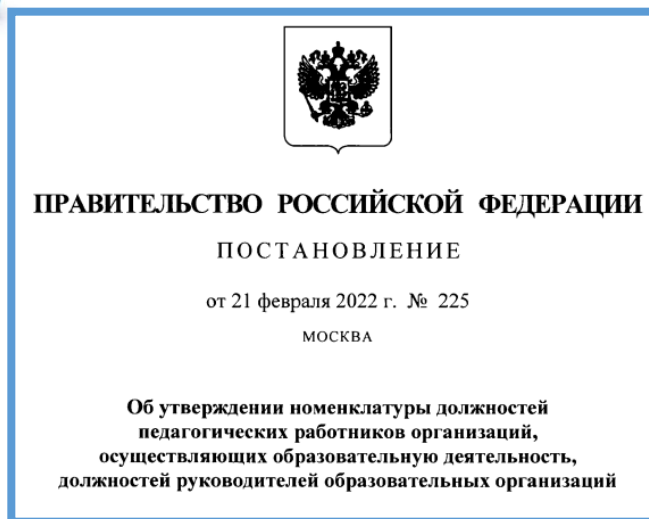 ПРАВИТЕЛЬСТВО РОССИЙСКОЙ ФЕДЕРАЦИИ
ПОСТАНОВЛЕНИЕ
от 21 февраля 2022 г. № 225
МОСКВА
Об утверждении номенклатуры должностей
педагогических работников организаций,
осуществляющих образовательную деятельность,
должностей руководителей образовательных организаций